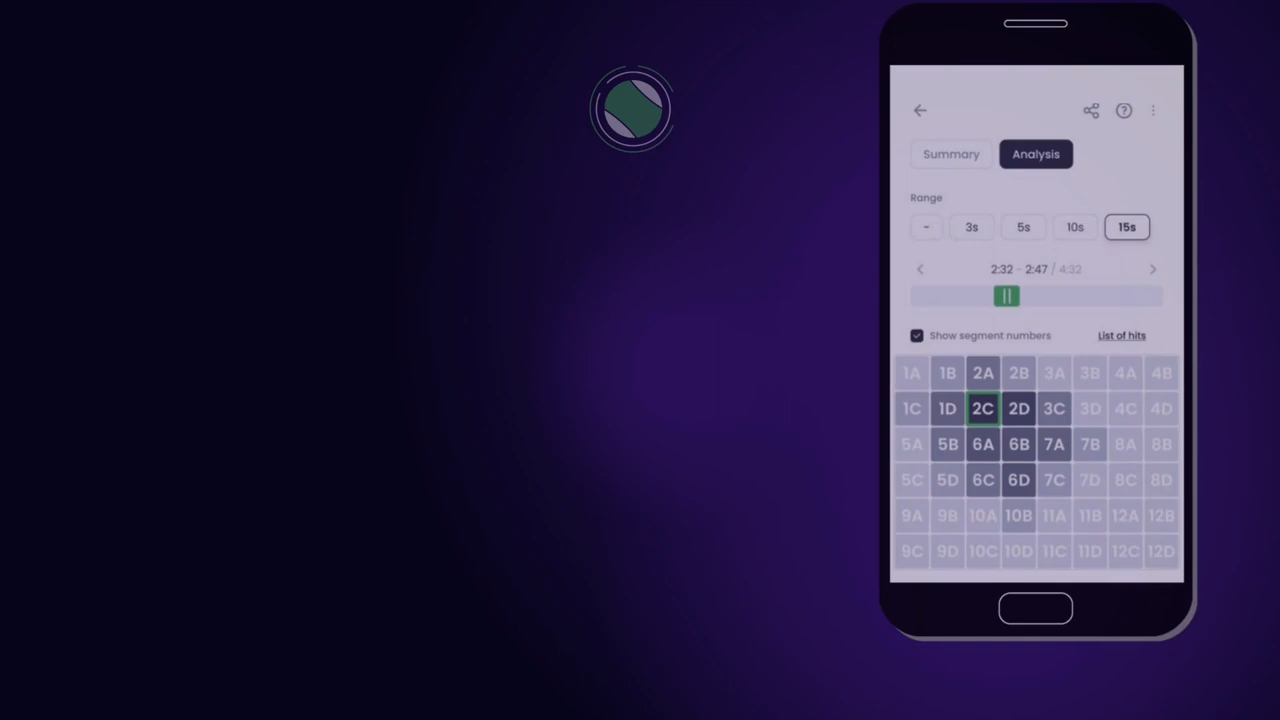 Summary Analysis
Range
- 3s 5s 10s 15s
2:32 - 2:47 / 4:32
Show segment numbers List of hits
1A 1B 2A 2B 3A 3B 4A 4B
1C 1D 2C 2D 3C 3D 4C 4D
5A 5B 6A 6B 7A 7B 8A 8B
5C 5D 6C 6D 7C 7D 8C 8D
9A 9B 10A 10B 11A 11B 12A 12B
9C 9D 10C 10D 11C 11D 12C 12D